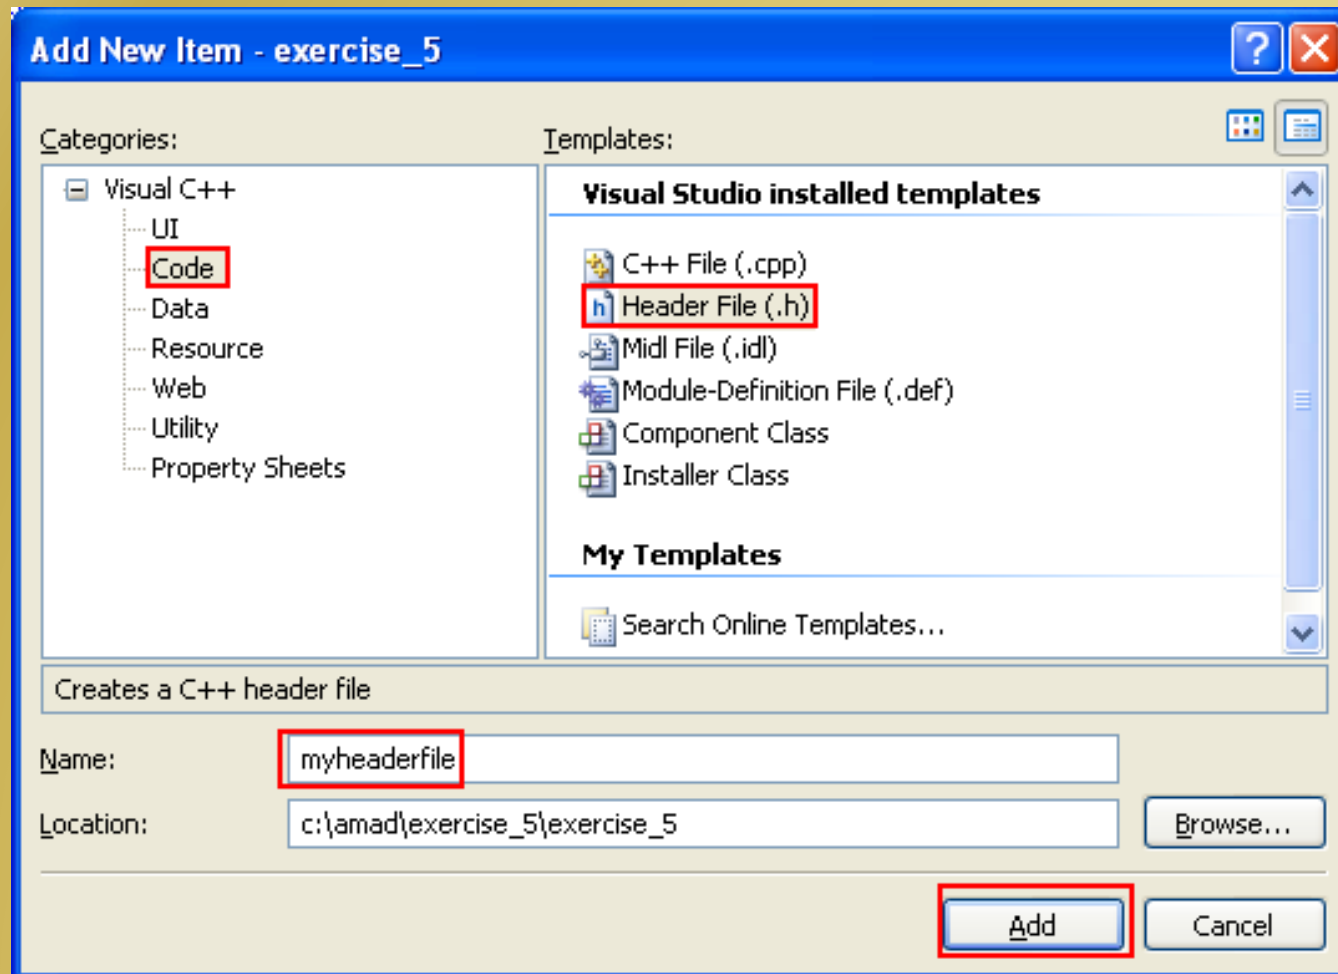 Add New Item - exercise_5
Categories:
Templates:
Visual C++
UI
Code
Data
Resource
Web
Utility
Property Sheets
Visual Studio installed templates
C++ File (.cpp)
Header File (.h)
Midl File (.idl)
Module-Definition File (.def)
Component Class
Installer Class
My Templates
Search Online Templates...
Creates a C++ header file
Name:
myheaderfile
Location:
c:\amad\exercise_5\exercise_5
Browse...
Add
Cancel